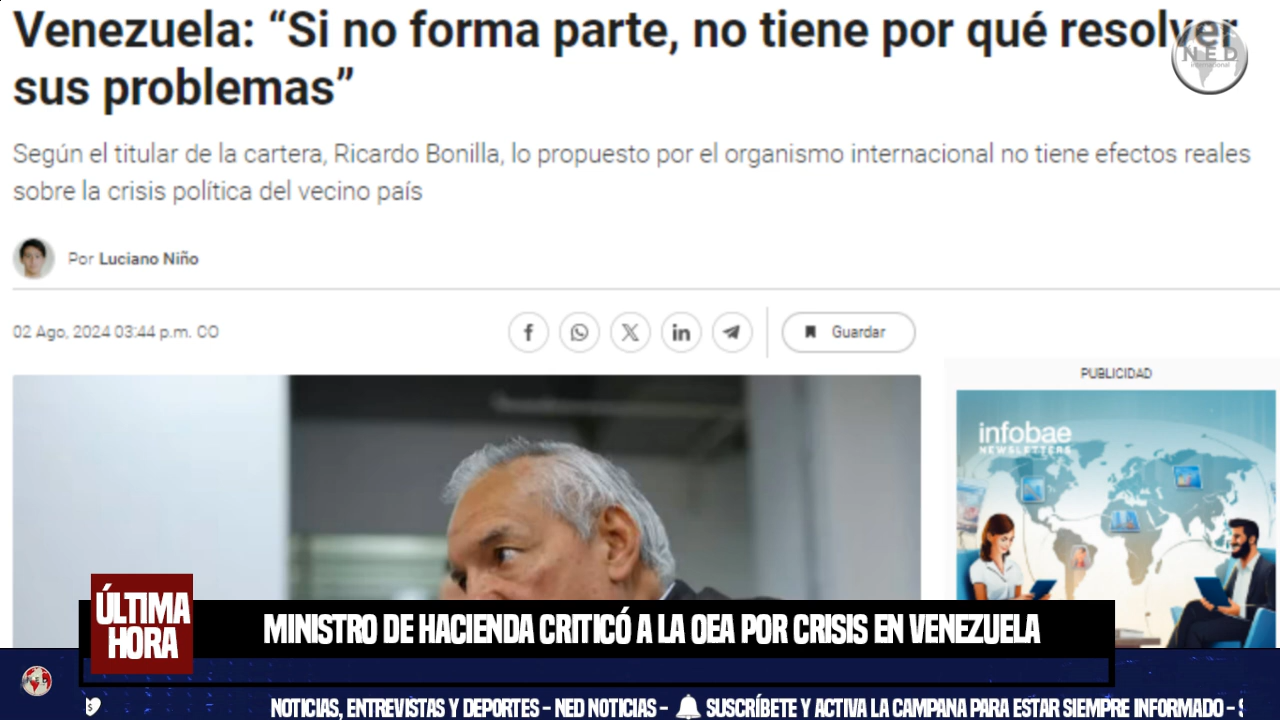 Venezuela: “Si no forma parte, no tiene por qué resolver
sus problemas”
NED
international
Según el titular de la cartera, Ricardo Bonilla, lo propuesto por el organismo internacional no tiene efectos reales
sobre la crisis política del vecino país
Por Luciano Niño
02 Ago, 2024 03:44 p.m. CO
Guardar
PUBLICIDAD
infobae
NEWSLETTERS
ÚLTIMA
HORA
MINISTRO DE HACIENDA CRITICÓ A LA OEA POR CRISIS EN VENEZUELA
NOTICIAS, ENTREVISTAS Y DEPORTES - NED NOTICIAS - SUSCRÍBETE Y ACTIVA LA CAMPANA PARA ESTAR SIEMPRE INFORMADO -